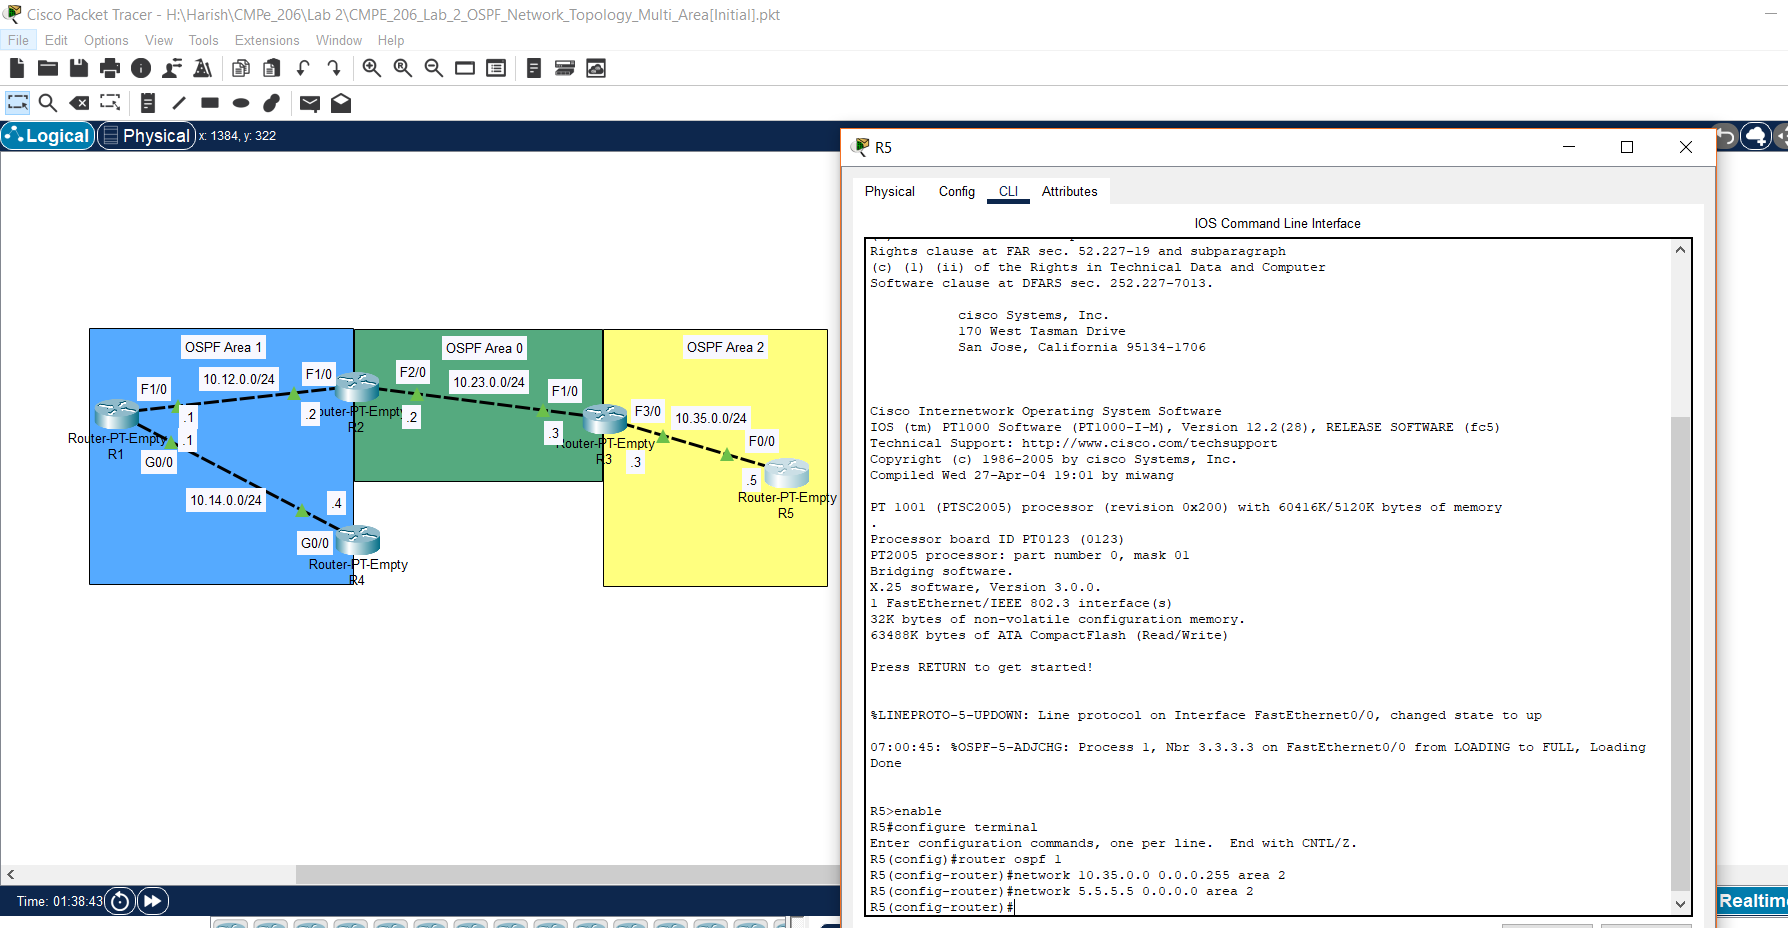 Cisco Packet Tracer - H:\Harish\CMPe_206\Lab 2\CMPE_206_Lab_2_OSPF_Network_Topology_Multi_Area[Initial].pkt
File Edit Options View Tools Extensions Window Help
Logical Physical x: 1384, y: 322
OSPF Area 1
OSPF Area 0
OSPF Area 2
F1/0
10.12.0.0/24
F1/0
F2/0
10.23.0.0/24
F1/0
F3/0
10.35.0.0/24
F0/0
.1
.2
.2
.3
.3
.5
.1
Router-PT-Empty
R1
outer-PT-Empty
R2
outer-PT-Empty
R3
Router-PT-Empty
R5
G0/0
10.14.0.0/24
.4
G0/0
Router-PT-Empty
R4
Time: 01:38:43
Realtim
R5
Physical Config CLI Attributes
IOS Command Line Interface
Rights clause at FAR sec. 52.227-19 and subparagraph
(c) (1) (ii) of the Rights in Technical Data and Computer
Software clause at DFARS sec. 252.227-7013.
cisco Systems, Inc.
170 West Tasman Drive
San Jose, California 95134-1706
Cisco Internetwork Operating System Software
IOS (tm) PT1000 Software (PT1000-I-M), Version 12.2(28), RELEASE SOFTWARE (fc5)
Technical Support: http://www.cisco.com/techsupport
Copyright (c) 1986-2005 by cisco Systems, Inc.
Compiled Wed 27-Apr-04 19:01 by miwang
PT 1001 (PTSC2005) processor (revision 0x200) with 60416K/5120K bytes of memory
.
Processor board ID PT0123 (0123)
PT2005 processor: part number 0, mask 01
Bridging software.
X.25 software, Version 3.0.0.
1 FastEthernet/IEEE 802.3 interface(s)
32K bytes of non-volatile configuration memory.
63488K bytes of ATA CompactFlash (Read/Write)
Press RETURN to get started!
%LINEPROTO-5-UPDOWN: Line protocol on Interface FastEthernet0/0, changed state to up
07:00:45: %OSPF-5-ADJCHG: Process 1, Nbr 3.3.3.3 on FastEthernet0/0 from LOADING to FULL, Loading
Done
R5>enable
R5#configure terminal
Enter configuration commands, one per line.  End with CNTL/Z.
R5(config)#router ospf 1
R5(config-router)#network 10.35.0.0 0.0.0.255 area 2
R5(config-router)#network 5.5.5.5 0.0.0.0 area 2
R5(config-router)#